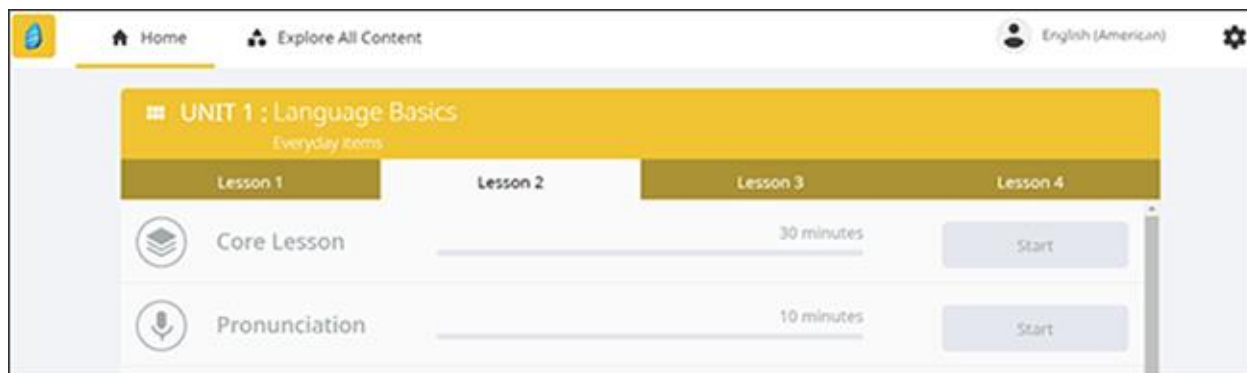 Home Explore All Content English (American)
UNIT 1 : Language Basics
Everyday items
Lesson 1 Lesson 2 Lesson 3 Lesson 4
Core Lesson 30 minutes Start
Pronunciation 10 minutes Start